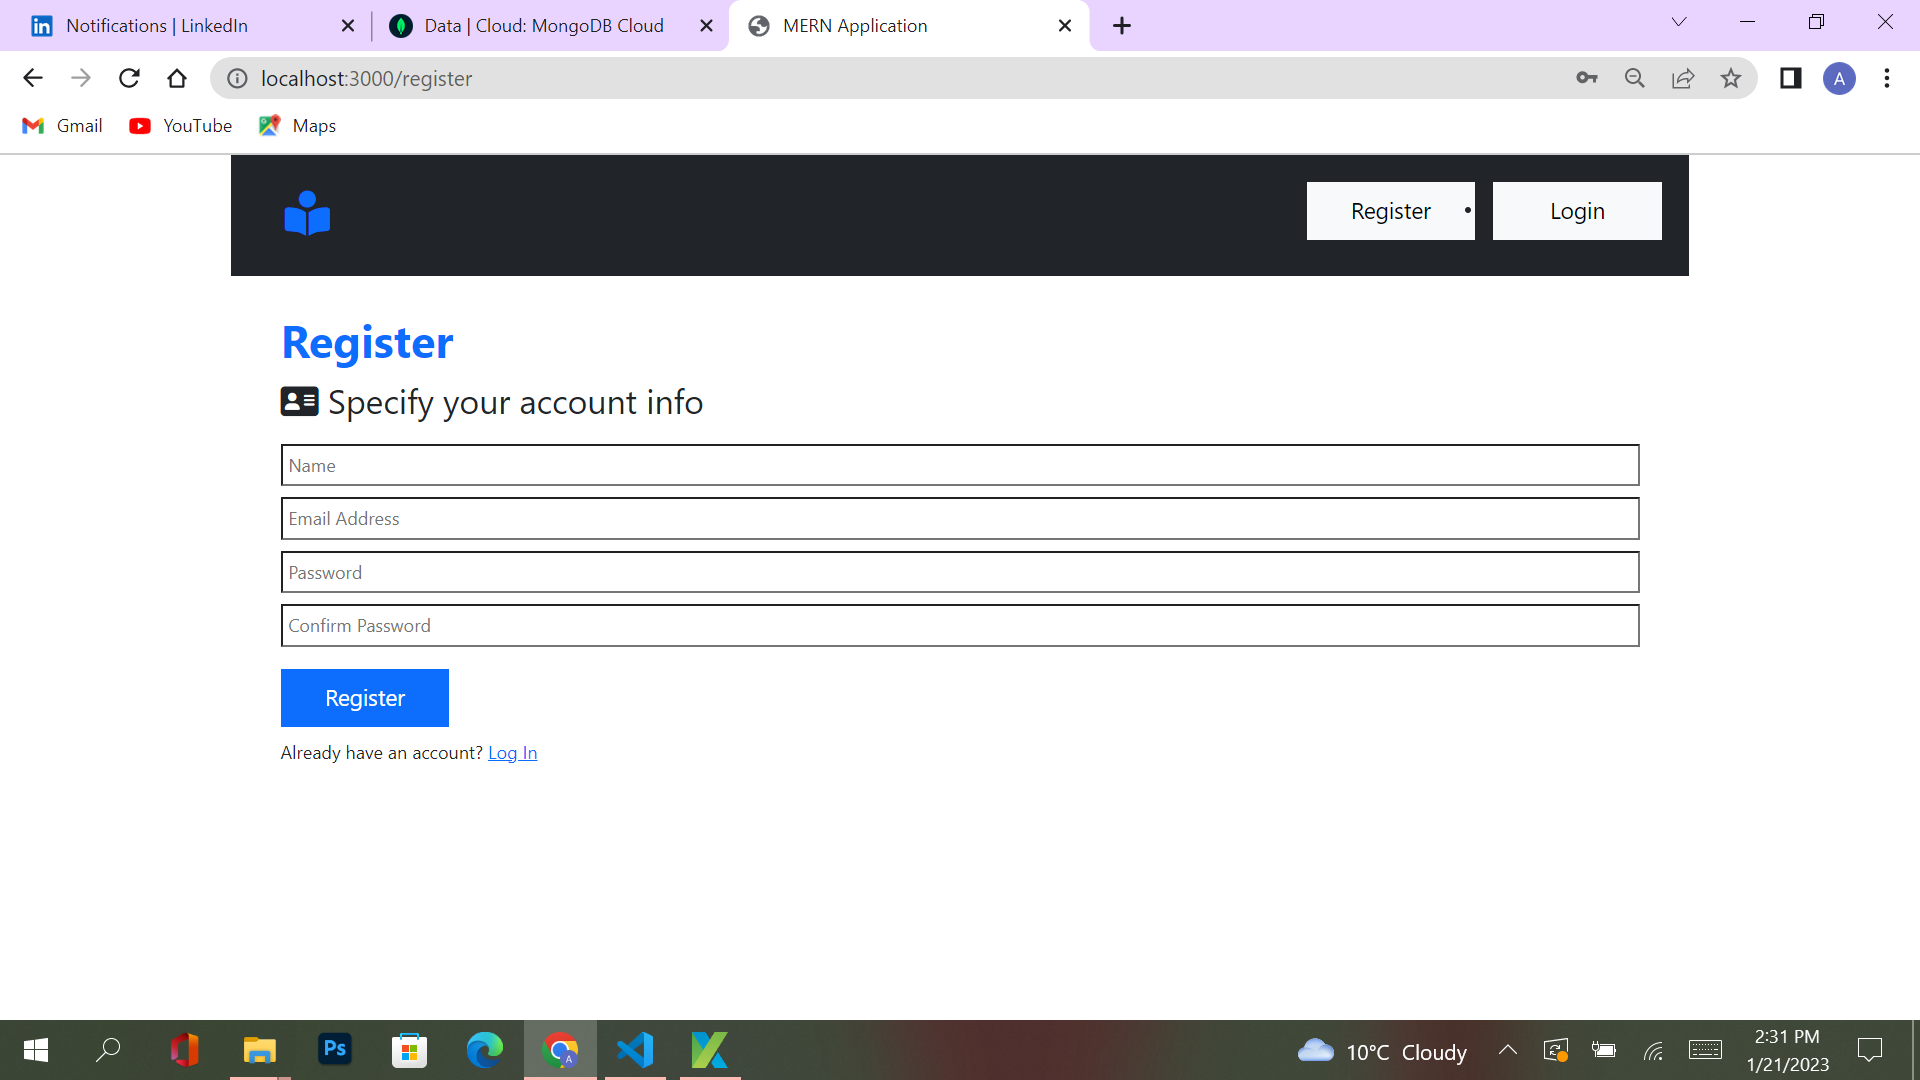 Notifications | LinkedIn
Data | Cloud: MongoDB Cloud
MERN Application
localhost:3000/register
A
Gmail
YouTube
Maps
Register
Login
Register
Specify your account info
Name
Email Address
Password
Confirm Password
Register
Already have an account? Log In
Ps
A
10°C Cloudy
2:31 PM
1/21/2023